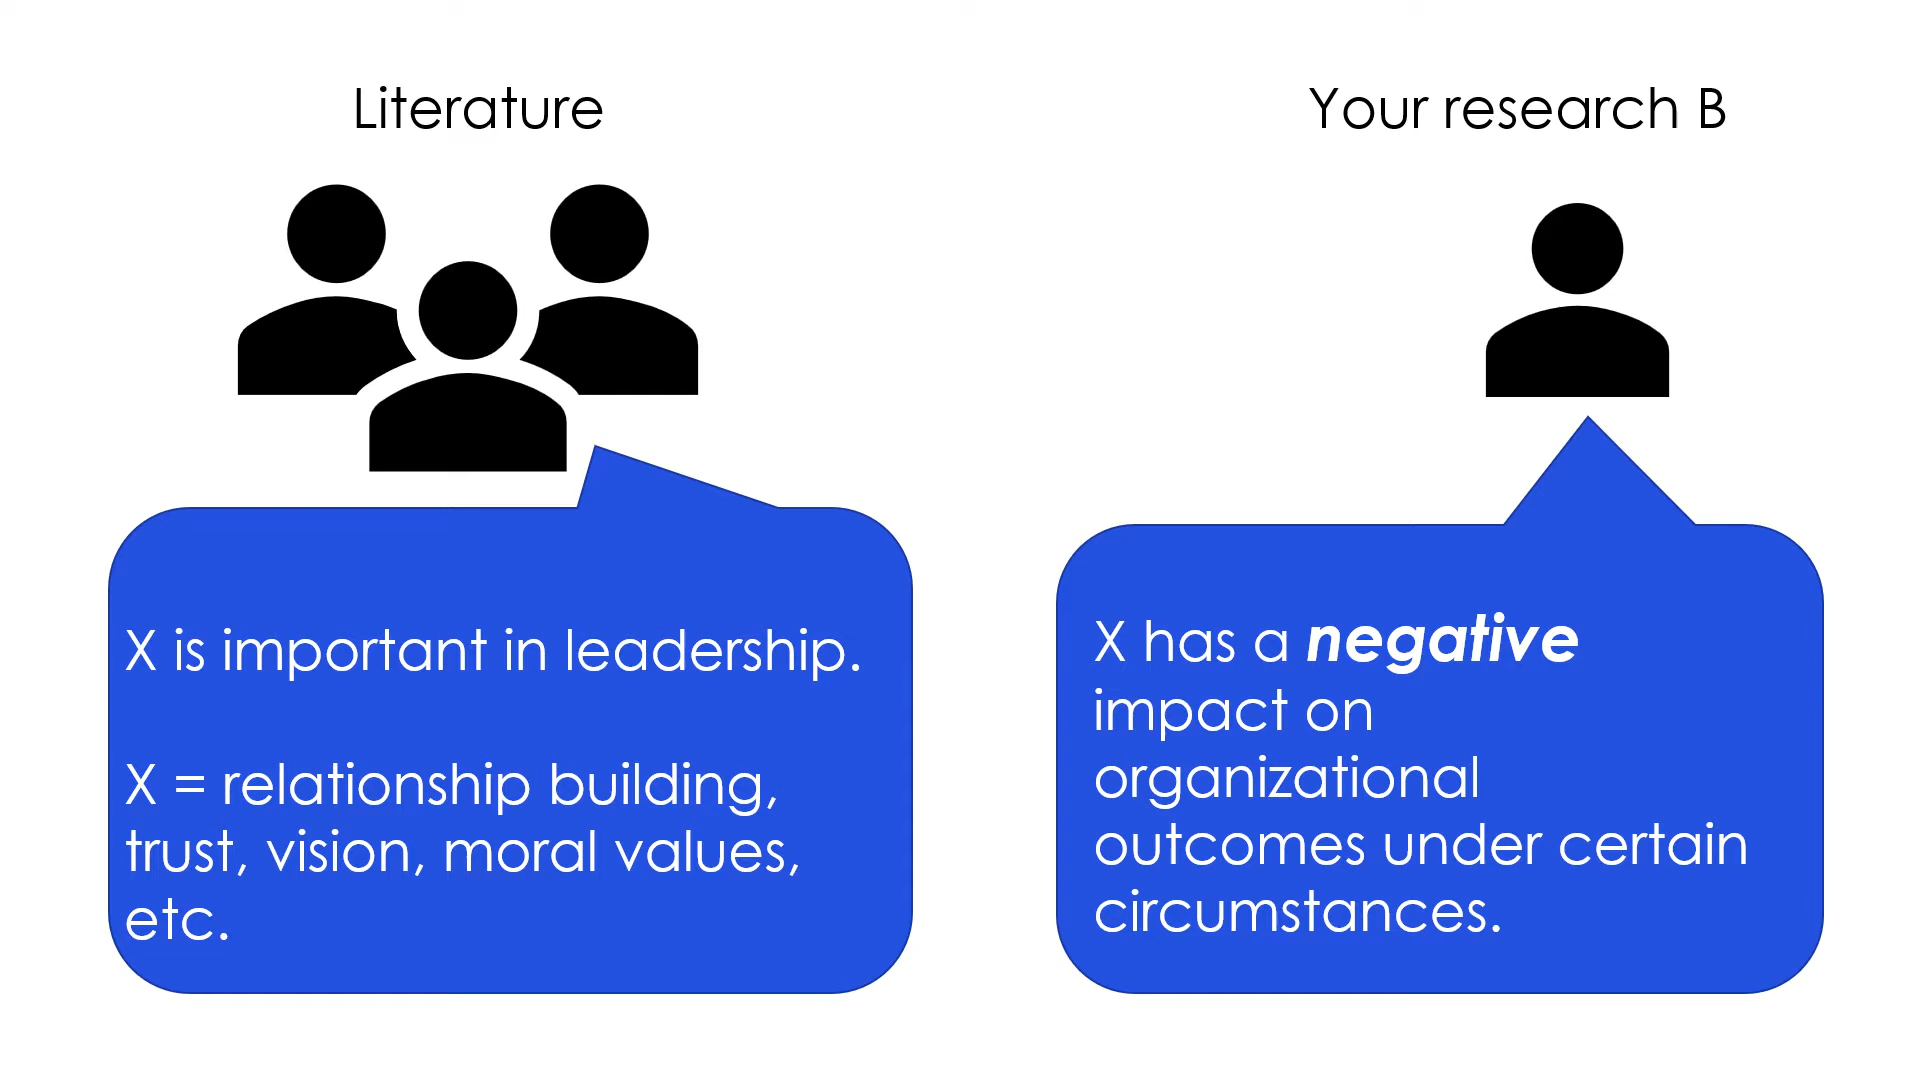 Literature
X is important in leadership.
X = relationship building,
trust, vision, moral values,
etc.
Your research B
X has a negative
impact on
organizational
outcomes under certain
circumstances.